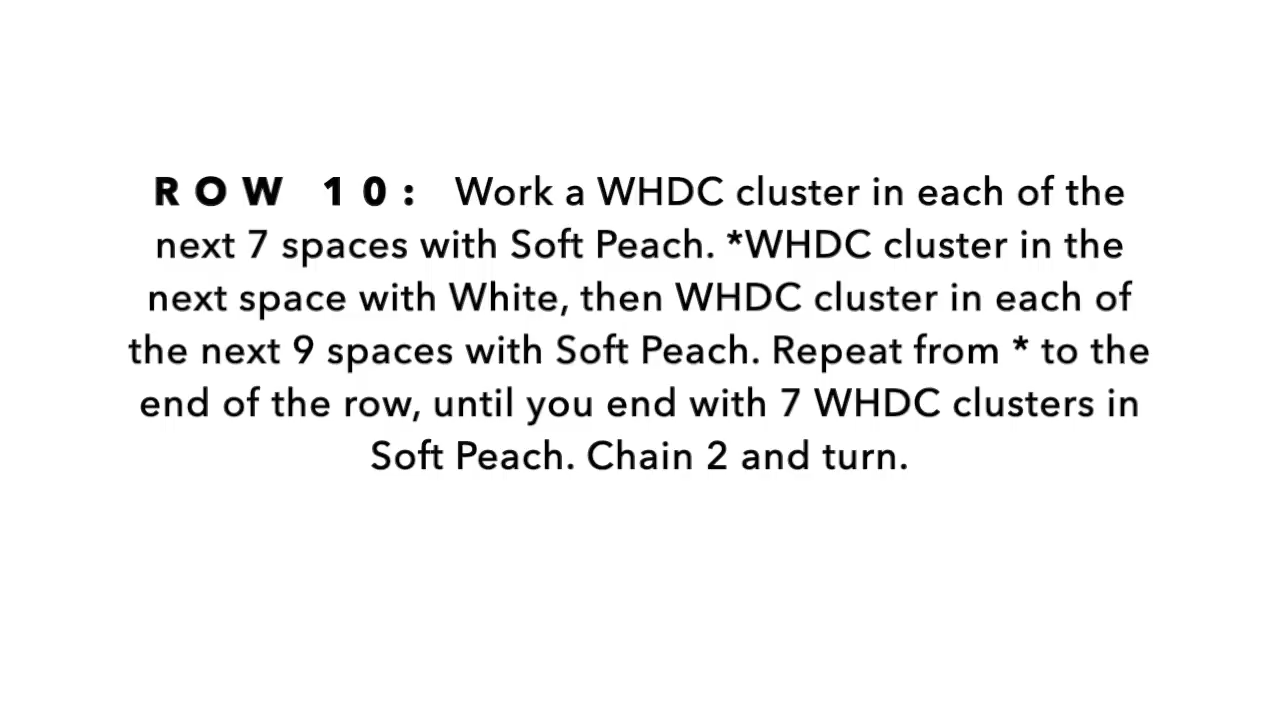 ROW 10: Work a WHDC cluster in each of the
next 7 spaces with Soft Peach. *WHDC cluster in the
next space with White, then WHDC cluster in each of
the next 9 spaces with Soft Peach. Repeat from * to the
end of the row, until you end with 7 WHDC clusters in
Soft Peach. Chain 2 and turn.